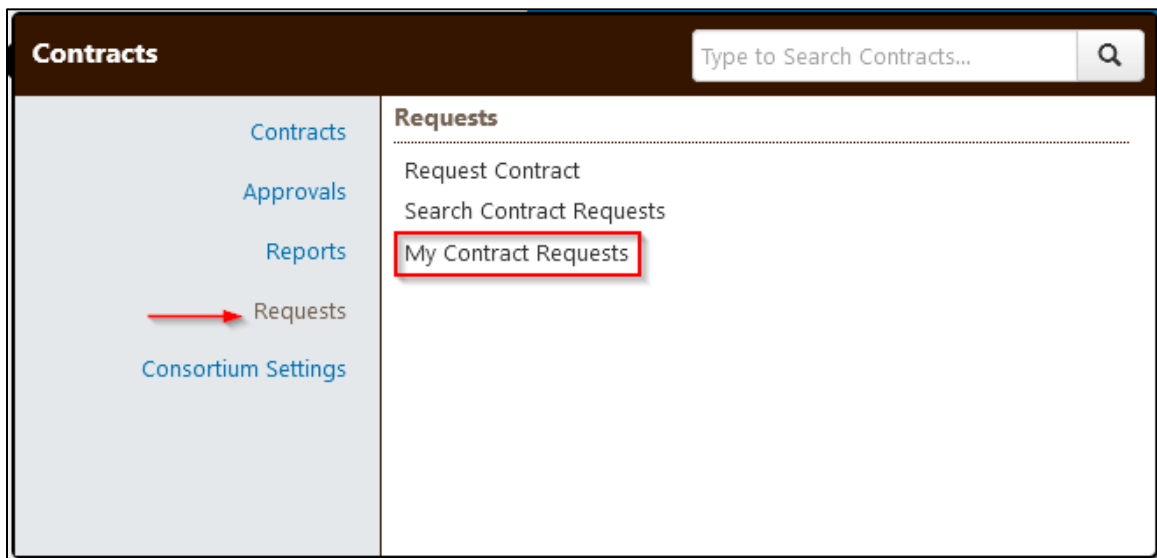 Contracts
Type to Search Contracts...
Contracts
Approvals
Reports
Requests
Consortium Settings
Requests
Request Contract
Search Contract Requests
My Contract Requests